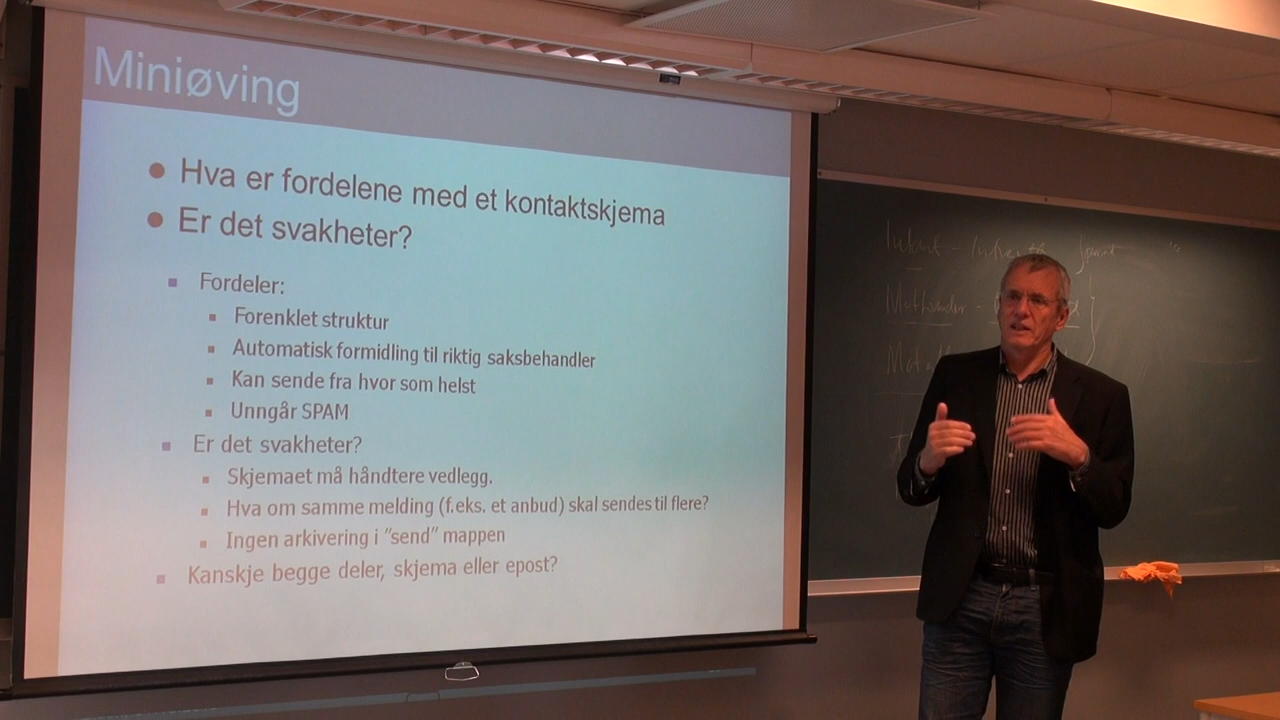 Miniøving
Hva er fordelene med et kontaktskjema
Er det svakheter?
Fordeler:
Forenklet struktur
Automatisk formidling til riktig saksbehandler
Kan sende fra hvor som helst
Unngår SPAM
Er det svakheter?
Skjemaet må håndtere vedlegg.
Hva om samme melding (f.eks. et anbud) skal sendes til flere?
Ingen arkivering i ”send” mappen
Kanskje begge deler, skjema eller epost?